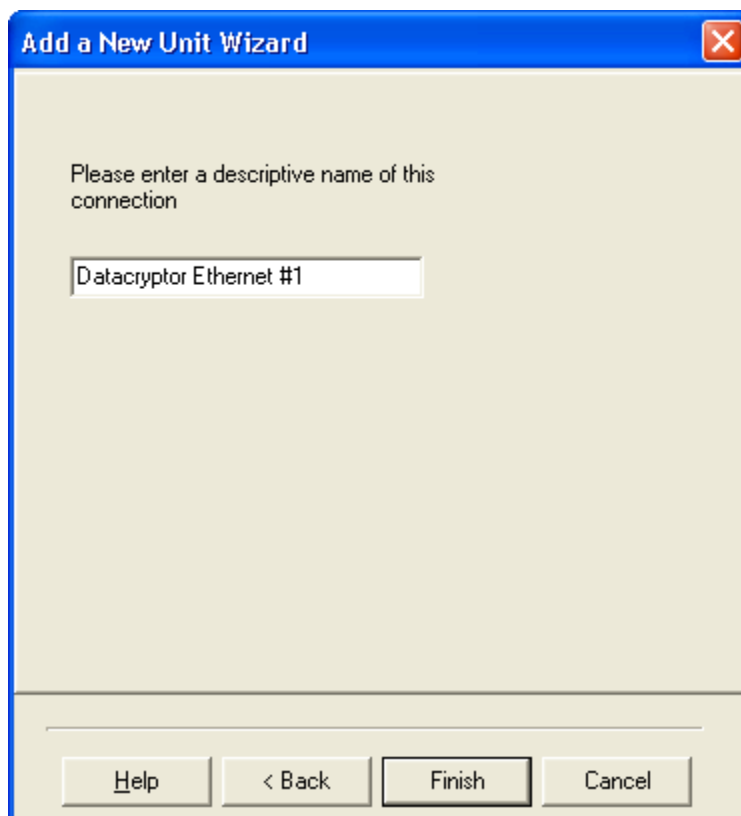 Add a New Unit Wizard
Please enter a descriptive name of this
connection
Datacryptor Ethernet #1
Help
< Back
Finish
Cancel